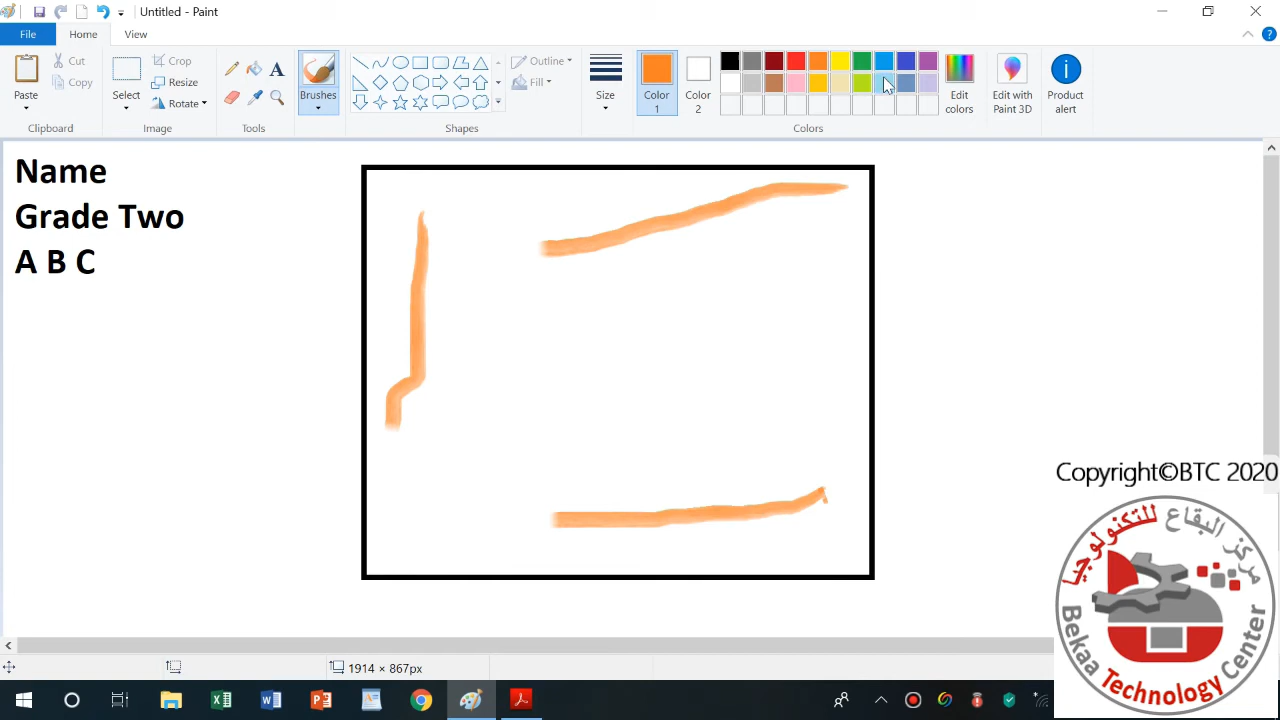 Untitled - Paint
File
Home
View
Paste
Cut
Copy
Clipboard
Select
Crop
Resize
Rotate
Image
Tools
Brushes
Shapes
Outline
Fill
Size
Color
1
Color
2
Edit
colors
Colors
Edit with
Paint 3D
Product
alert
Name
Grade Two
A B C
Copyright©BTC 2020
مركز البقاع للتكنولوجيا
Bekaa Technology Center
1914 × 867px